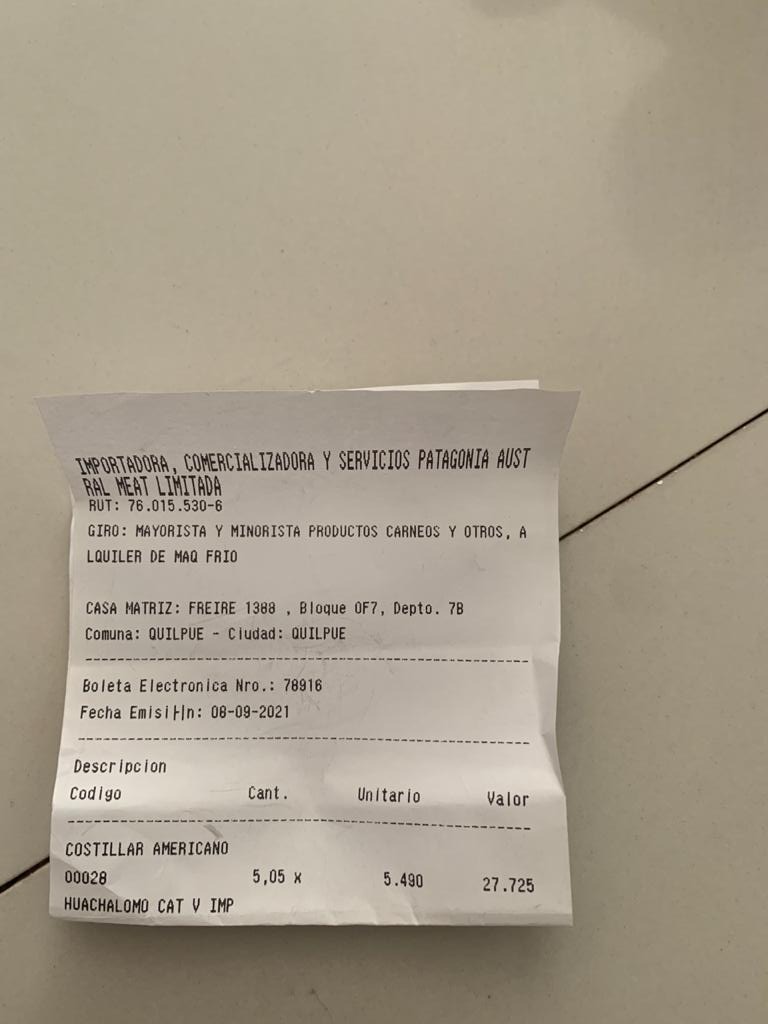 IMPORTADORA, COMERCIALIZADORA Y SERVICIOS PATAGONIA AUST
RAL MEAT LIMITADA
RUT: 76.015.530-6
GIRO: MAYORISTA Y MINORISTA PRODUCTOS CARNEOS Y OTROS, A
LQUILER DE MAQ FRIO
CASA MATRIZ: FREIRE 1388 , Bloque OF7, Depto. 7B
Comuna: QUILPUE - Ciudad: QUILPUE
Boleta Electronica Nro.: 78916
Fecha Emisi├│n: 08-09-2021
Descripcion
Codigo Cant. Unitario Valor
COSTILLAR AMERICANO
00028 5,05 x 5.490 27.725
HUACHALOMO CAT V IMP